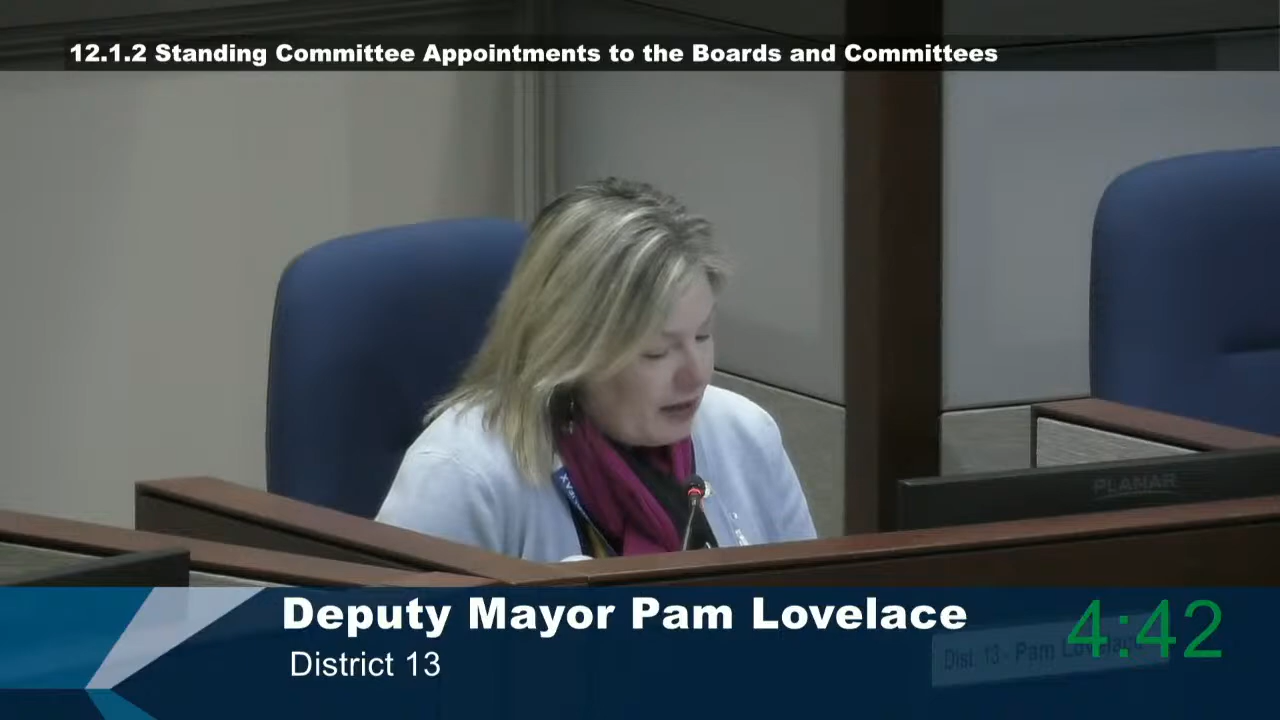 12.1.2 Standing Committee Appointments to the Boards and Committees
PLANAR
Deputy Mayor Pam Lovelace
4:42
District 13
Dist. 13 - Pam Lovelace